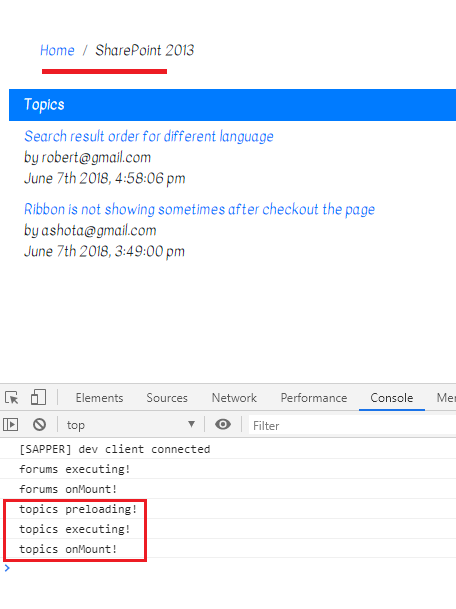 Home / SharePoint 2013
Topics
Search result order for different language
by robert@gmail.com
June 7th 2018, 4:58:06 pm
Ribbon is not showing sometimes after checkout the page
by ashota@gmail.com
June 7th 2018, 3:49:00 pm
Elements Sources Network Performance Console Mer
top Filter
[SAPPER] dev client connected
forums executing!
forums onMount!
topics preloading!
topics executing!
topics onMount!